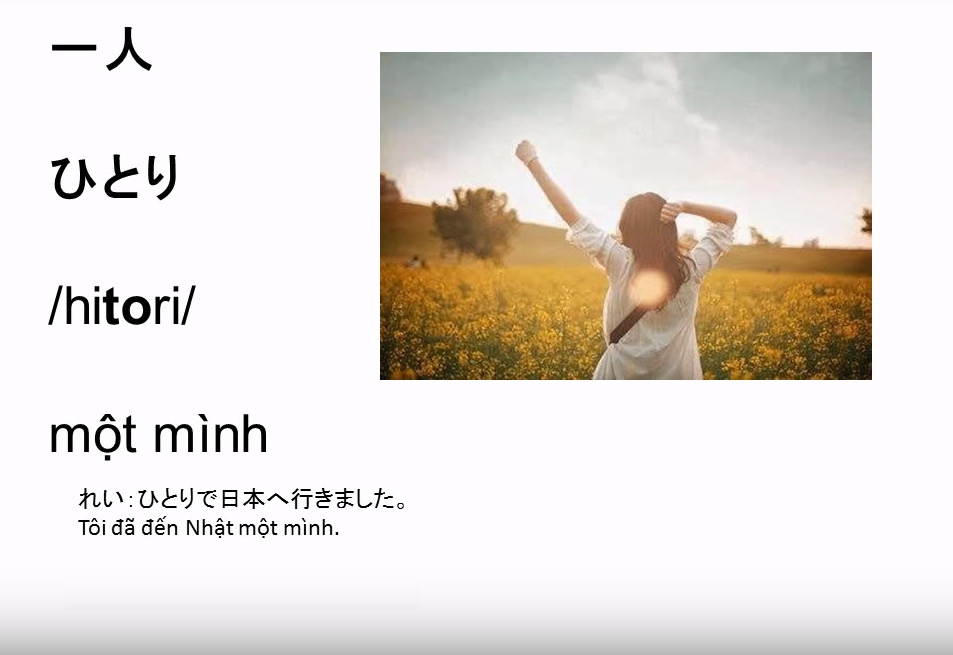 一人
ひとり
/hitori/
một mình
れい：ひとりで日本へ行きました。
Tôi đã đến Nhật một mình.